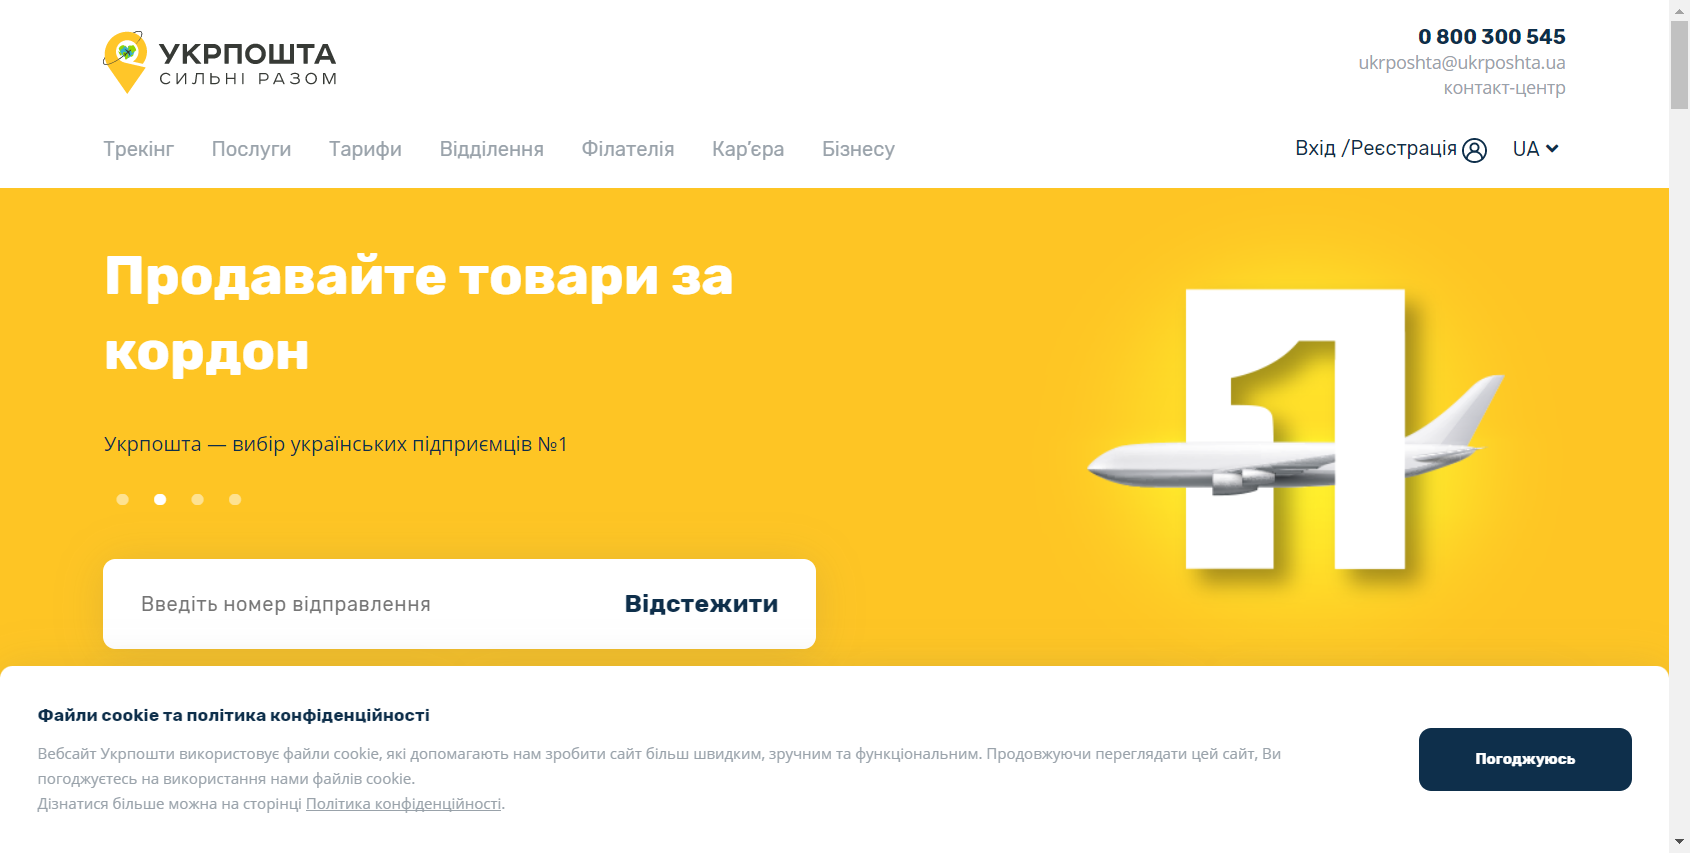 УКРПОШТА
СИЛЬНІ РАЗОМ
0 800 300 545
ukrposhta@ukrposhta.ua
контакт-центр
Трекінг Послуги Тарифи Відділення Філателія Кар’єра Бізнесу Вхід /Реєстрація UA
Продавайте товари за
кордон
Укрпошта — вибір українських підприємців №1
1
Введіть номер відправлення Відстежити
Файли cookie та політика конфіденційності
Вебсайт Укрпошти використовує файли cookie, які допомагають нам зробити сайт більш швидким, зручним та функціональним. Продовжуючи переглядати цей сайт, Ви
погоджуєтесь на використання нами файлів cookie.
Дізнатися більше можна на сторінці Політика конфіденційності.
Погоджуюсь